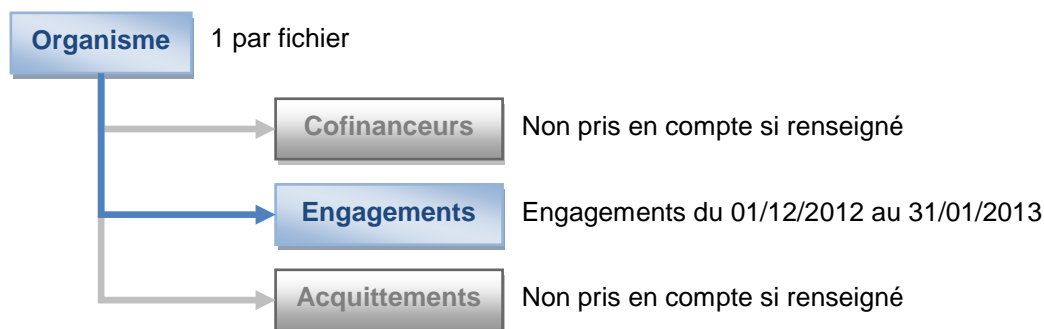 Organisme 1 par fichier
Cofinanceurs Non pris en compte si renseigné
Engagements Engagements du 01/12/2012 au 31/01/2013
Acquittements Non pris en compte si renseigné